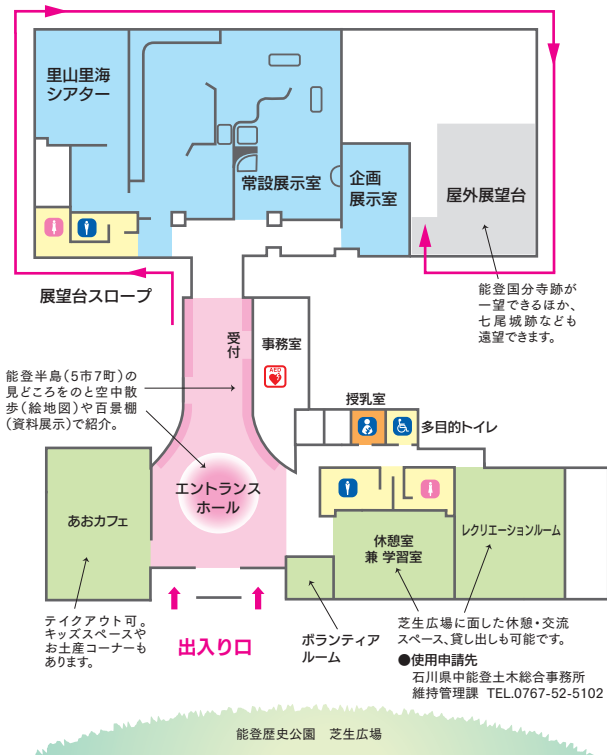 里山里海
シアター
常設展示室
企画
展示室
屋外展望台
展望台スロープ
能登国分寺跡が
一望できるほか、
七尾城跡なども
遠望できます。
受付
事務室
AED
能登半島(5市7町)の
見どころをのと空中散
歩(絵地図)や百景棚
(資料展示)で紹介。
授乳室
多目的トイレ
エントランス
ホール
あおカフェ
休憩室
兼 学習室
レクリエーションルーム
テイクアウト可。
キッズスペースや
お土産コーナーも
あります。
出入り口
ボランティア
ルーム
芝生広場に面した休憩・交流
スペース、貸し出しも可能です。
●使用申請先
石川県中能登土木総合事務所
維持管理課 TEL.0767-52-5102
能登歴史公園 芝生広場